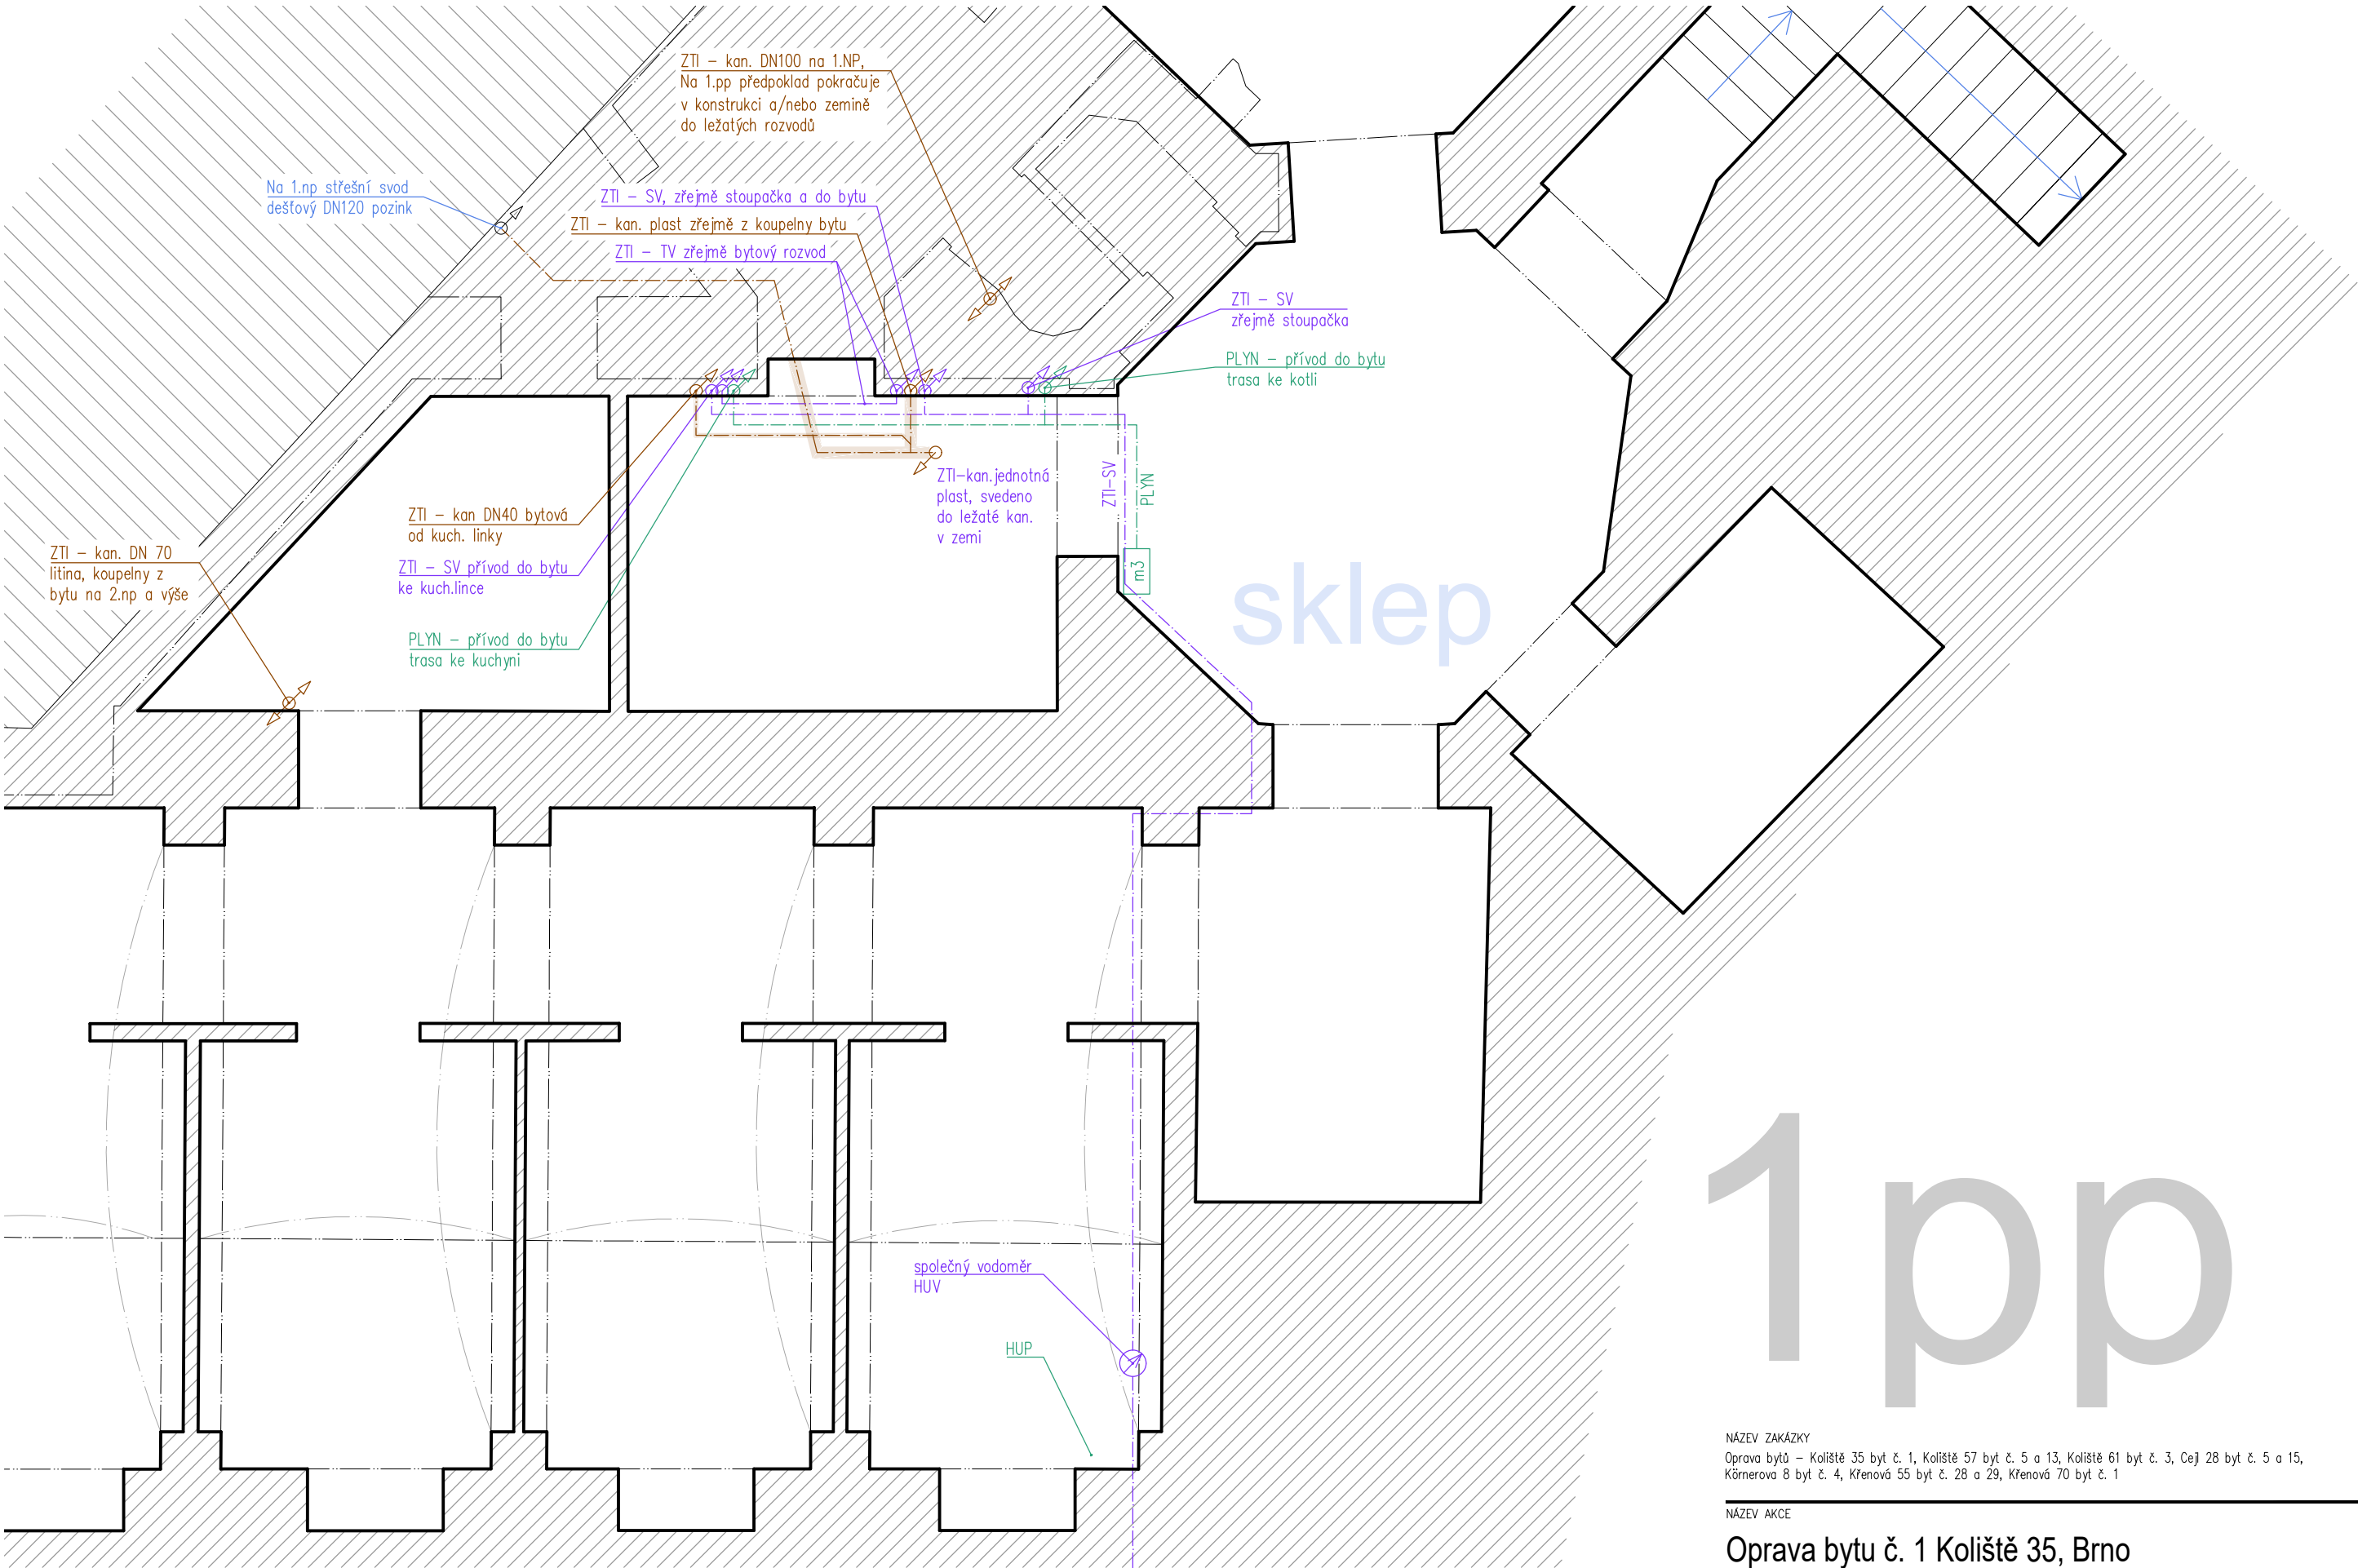 ZTI – kan. DN100 na 1.NP,
Na 1.pp předpoklad pokračuje
v konstrukci a/nebo zemině
do ležatých rozvodů
Na 1.np střešní svod
dešťový DN120 pozink
ZTI – SV, zřejmě stoupačka a do bytu
ZTI – kan. plast zřejmě z koupelny bytu
ZTI – TV zřejmě bytový rozvod
ZTI – SV
zřejmě stoupačka
PLYN – přívod do bytu
trasa ke kotli
ZTI–kan.jednotná
plast, svedeno
do ležaté kan.
v zemi
ZTI–SV
PLYN
m3
ZTI – kan DN40 bytová
od kuch. linky
ZTI – SV přívod do bytu
ke kuch.lince
PLYN – přívod do bytu
trasa ke kuchyni
ZTI – kan. DN 70
litina, koupelny z
bytu na 2.np a výše
sklep
společný vodoměr
HUV
HUP
1pp
NÁZEV ZAKÁZKY
Oprava bytů – Koliště 35 byt č. 1, Koliště 57 byt č. 5 a 13, Koliště 61 byt č. 3, Cejl 28 byt č. 5 a 15,
Körnerova 8 byt č. 4, Křenová 55 byt č. 28 a 29, Křenová 70 byt č. 1
NÁZEV AKCE
Oprava bytu č. 1 Koliště 35, Brno